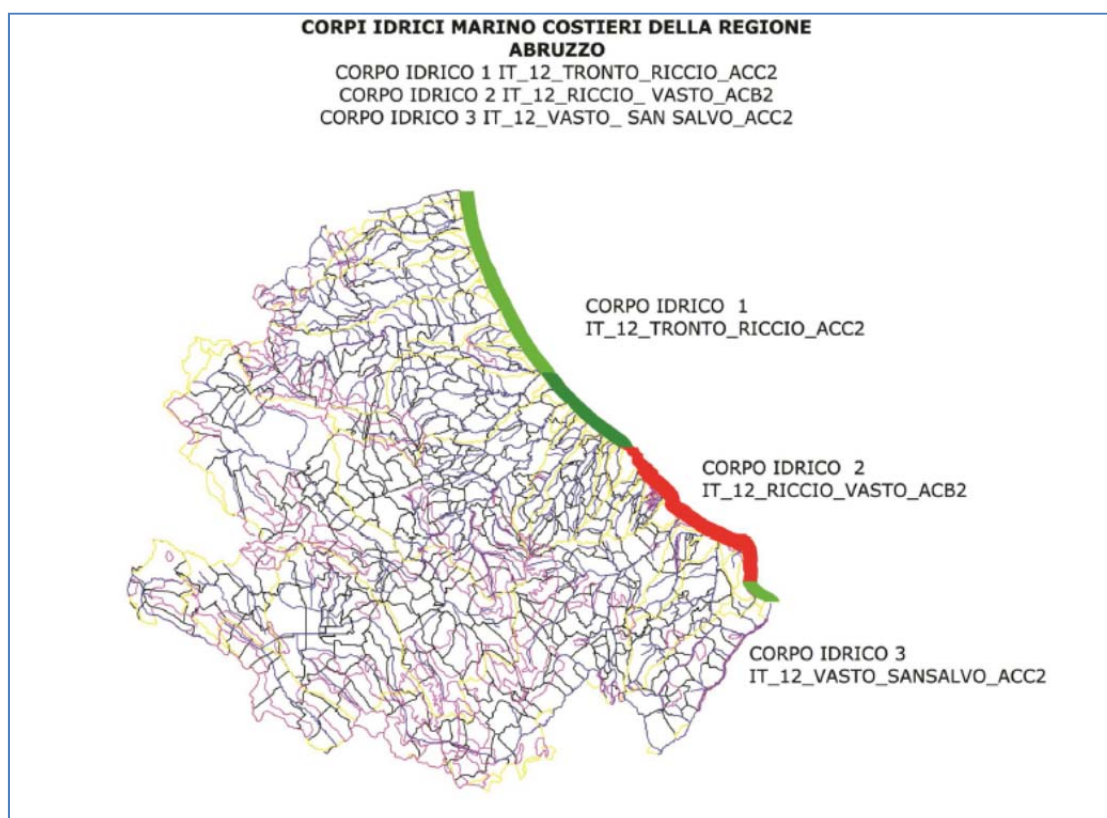 CORPI IDRICI MARINO COSTIERI DELLA REGIONE
ABRUZZO
CORPO IDRICO 1 IT_12_TRONTO_RICCIO_ACC2
CORPO IDRICO 2 IT_12_RICCIO_ VASTO_ACB2
CORPO IDRICO 3 IT_12_VASTO_ SAN SALVO_ACC2
CORPO IDRICO 1
IT_12_TRONTO_RICCIO_ACC2
CORPO IDRICO 2
IT_12_RICCIO_VASTO_ACB2
CORPO IDRICO 3
IT_12_VASTO_SANSALVO_ACC2